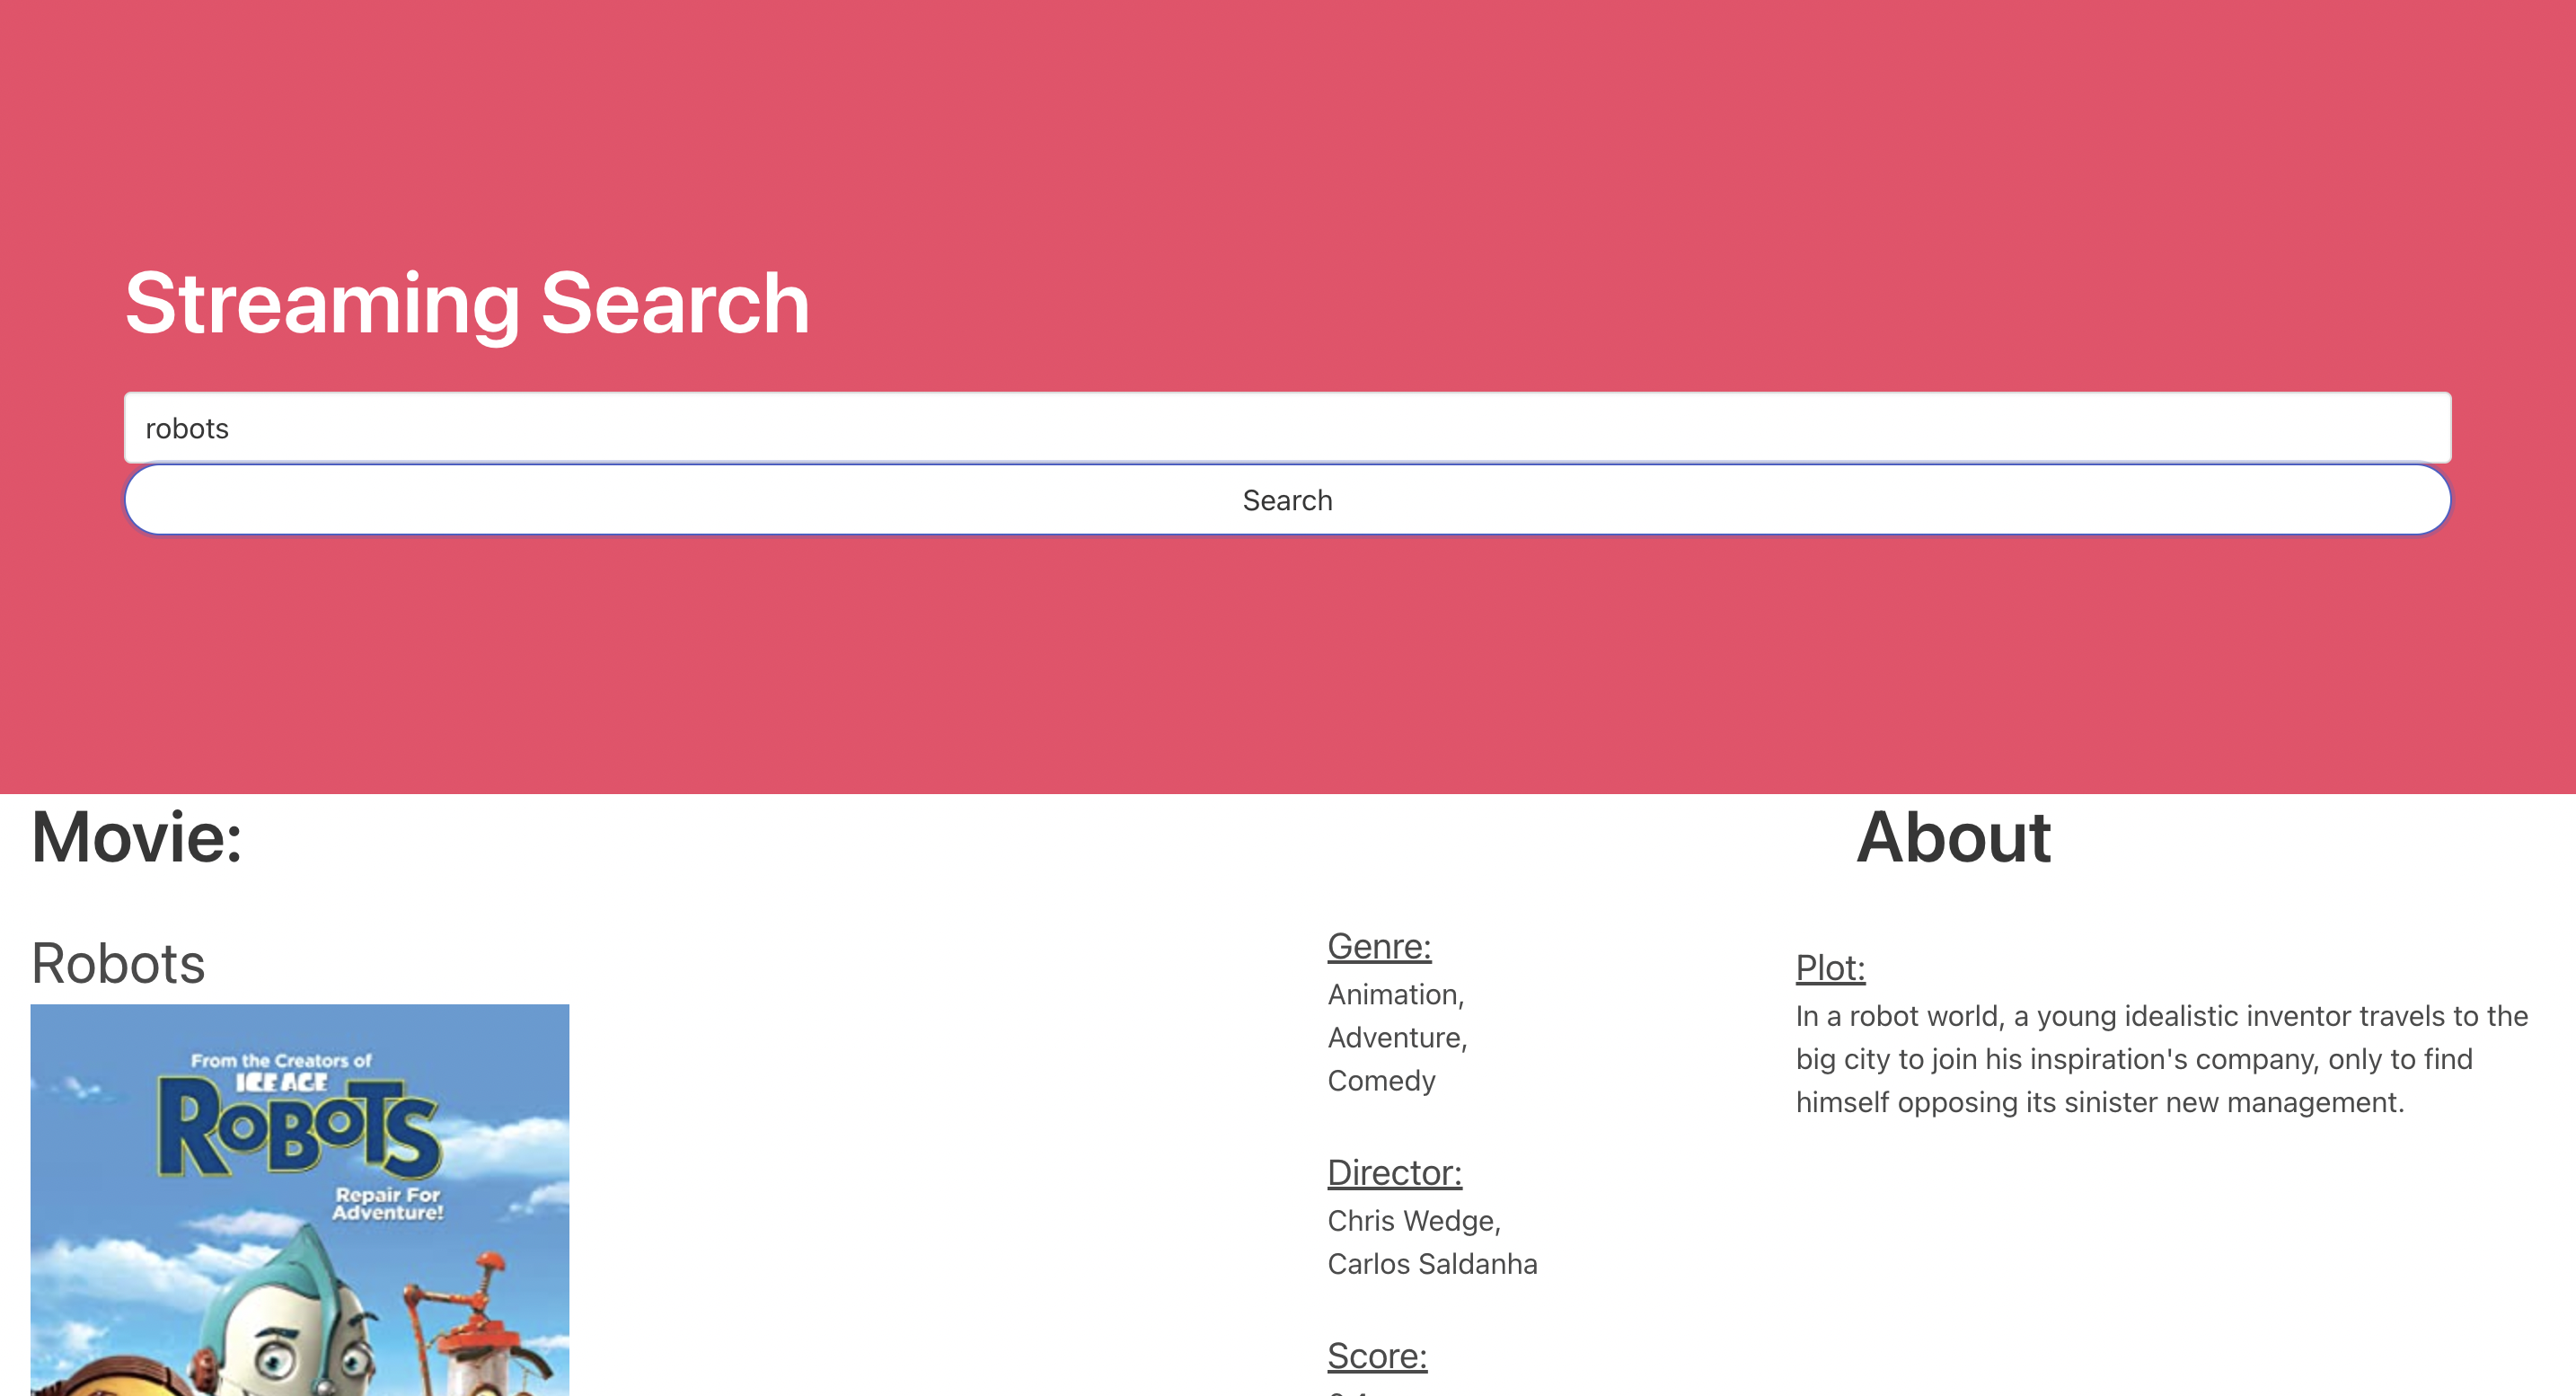 Streaming Search
robots
Search
Movie:
About
Robots
From the Creators of
ICE AGE
ROBOTS
Repair For
Adventure!
Genre:
Animation,
Adventure,
Comedy
Director:
Chris Wedge,
Carlos Saldanha
Score:
Plot:
In a robot world, a young idealistic inventor travels to the
big city to join his inspiration's company, only to find
himself opposing its sinister new management.